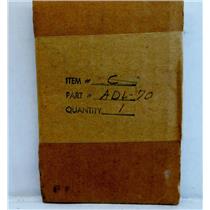 ITEM # C
PART # ADL-70
QUANTITY 1